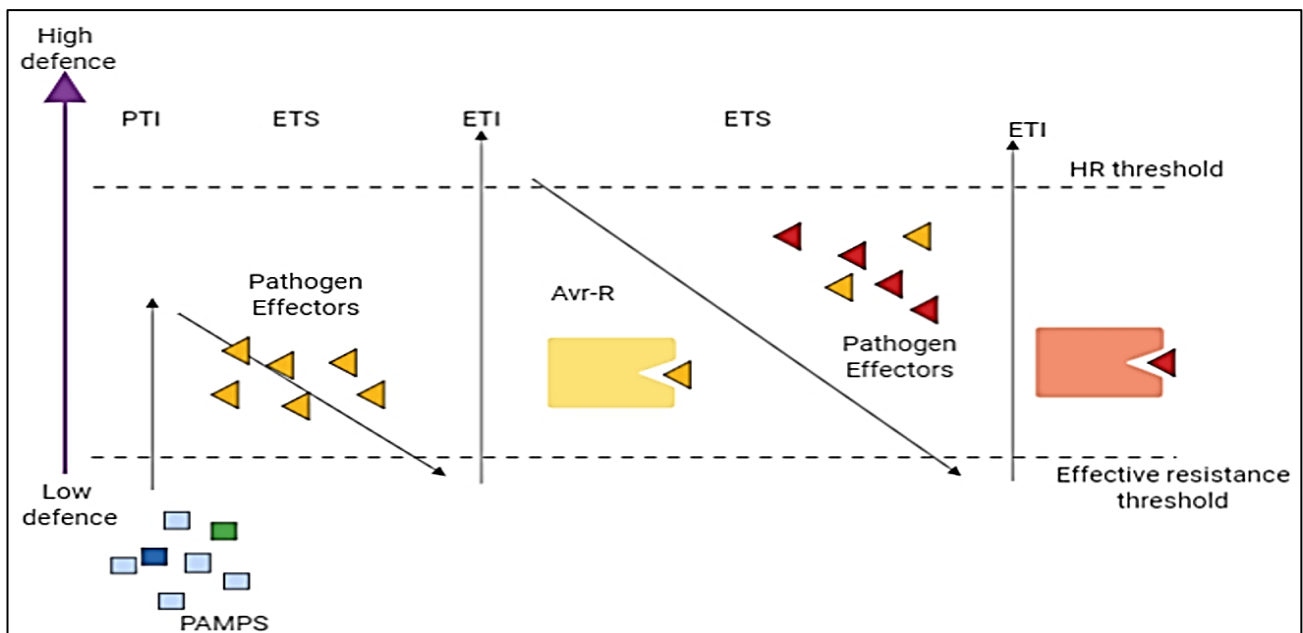 High
defence
PTI
ETS
ETI
ETS
ETI
HR threshold
Pathogen
Effectors
Avr-R
Pathogen
Effectors
Effective resistance
threshold
Low
defence
PAMPS